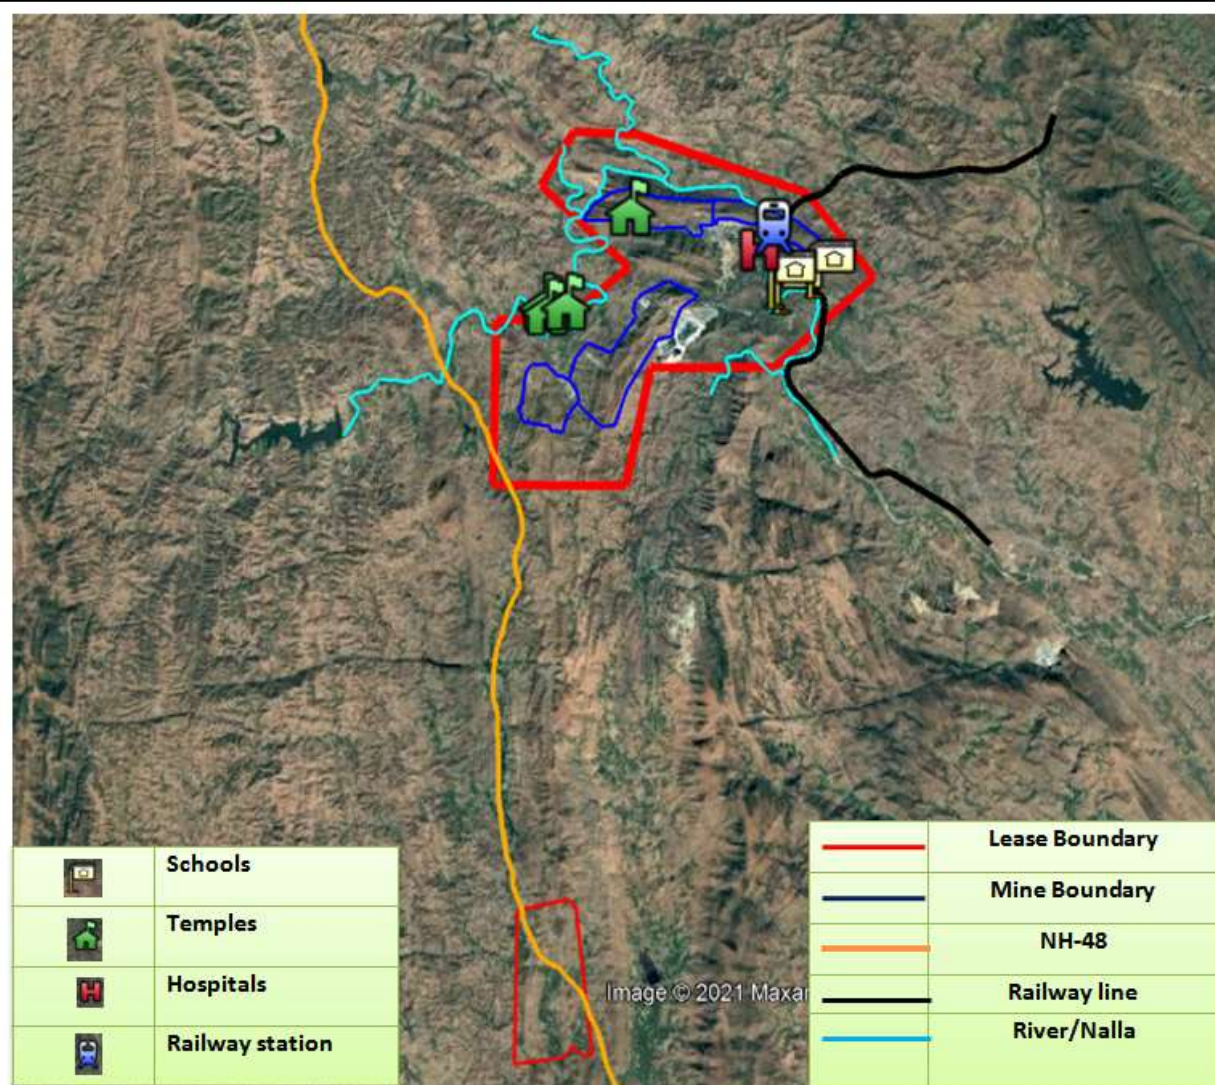 Image © 2021 Maxar
Schools
Temples
H
Hospitals
Railway station
Lease Boundary
Mine Boundary
NH-48
Railway line
River/Nalla